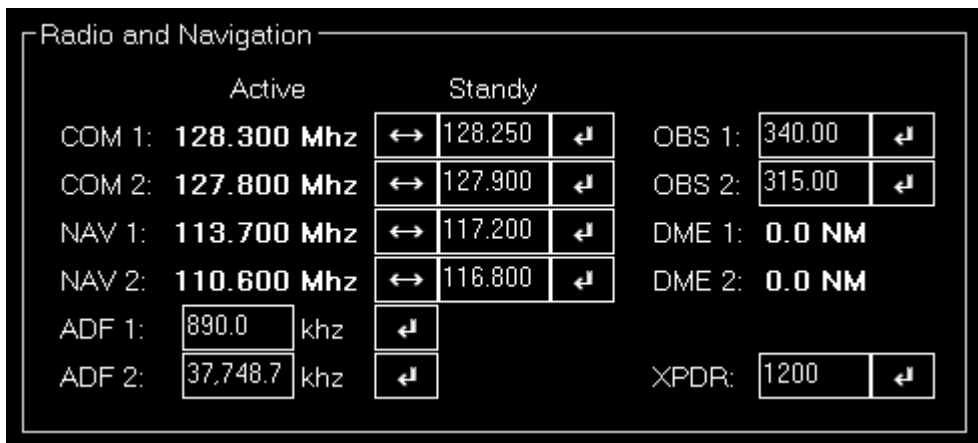 Radio and Navigation
Active Standy
COM 1: 128.300 Mhz 128.250 OBS 1: 340.00
COM 2: 127.800 Mhz 127.900 OBS 2: 315.00
NAV 1: 113.700 Mhz 117.200 DME 1: 0.0 NM
NAV 2: 110.600 Mhz 116.800 DME 2: 0.0 NM
ADF 1: 890.0 khz
ADF 2: 37,748.7 khz XPDR: 1200